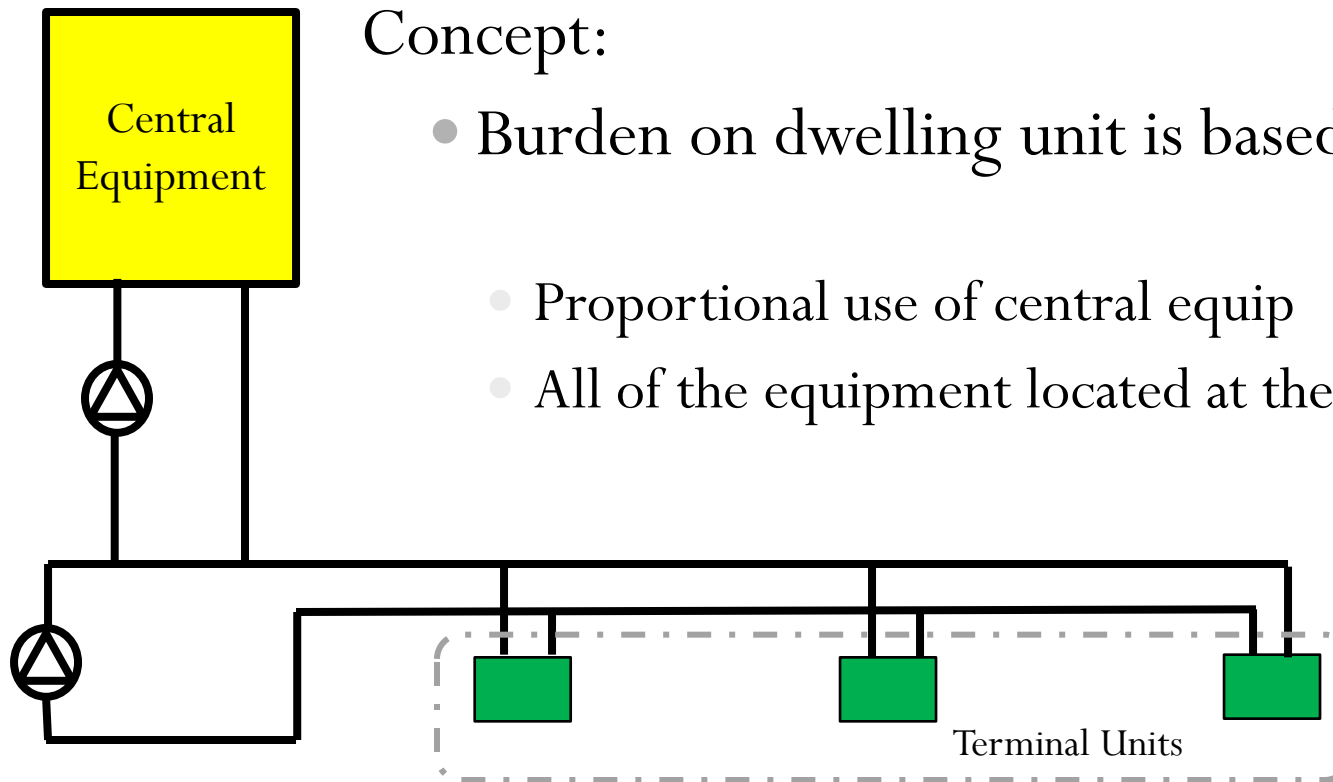 Concept:
Central
Equipment
Burden on dwelling unit is based
Proportional use of central equip
All of the equipment located at the
Terminal Units